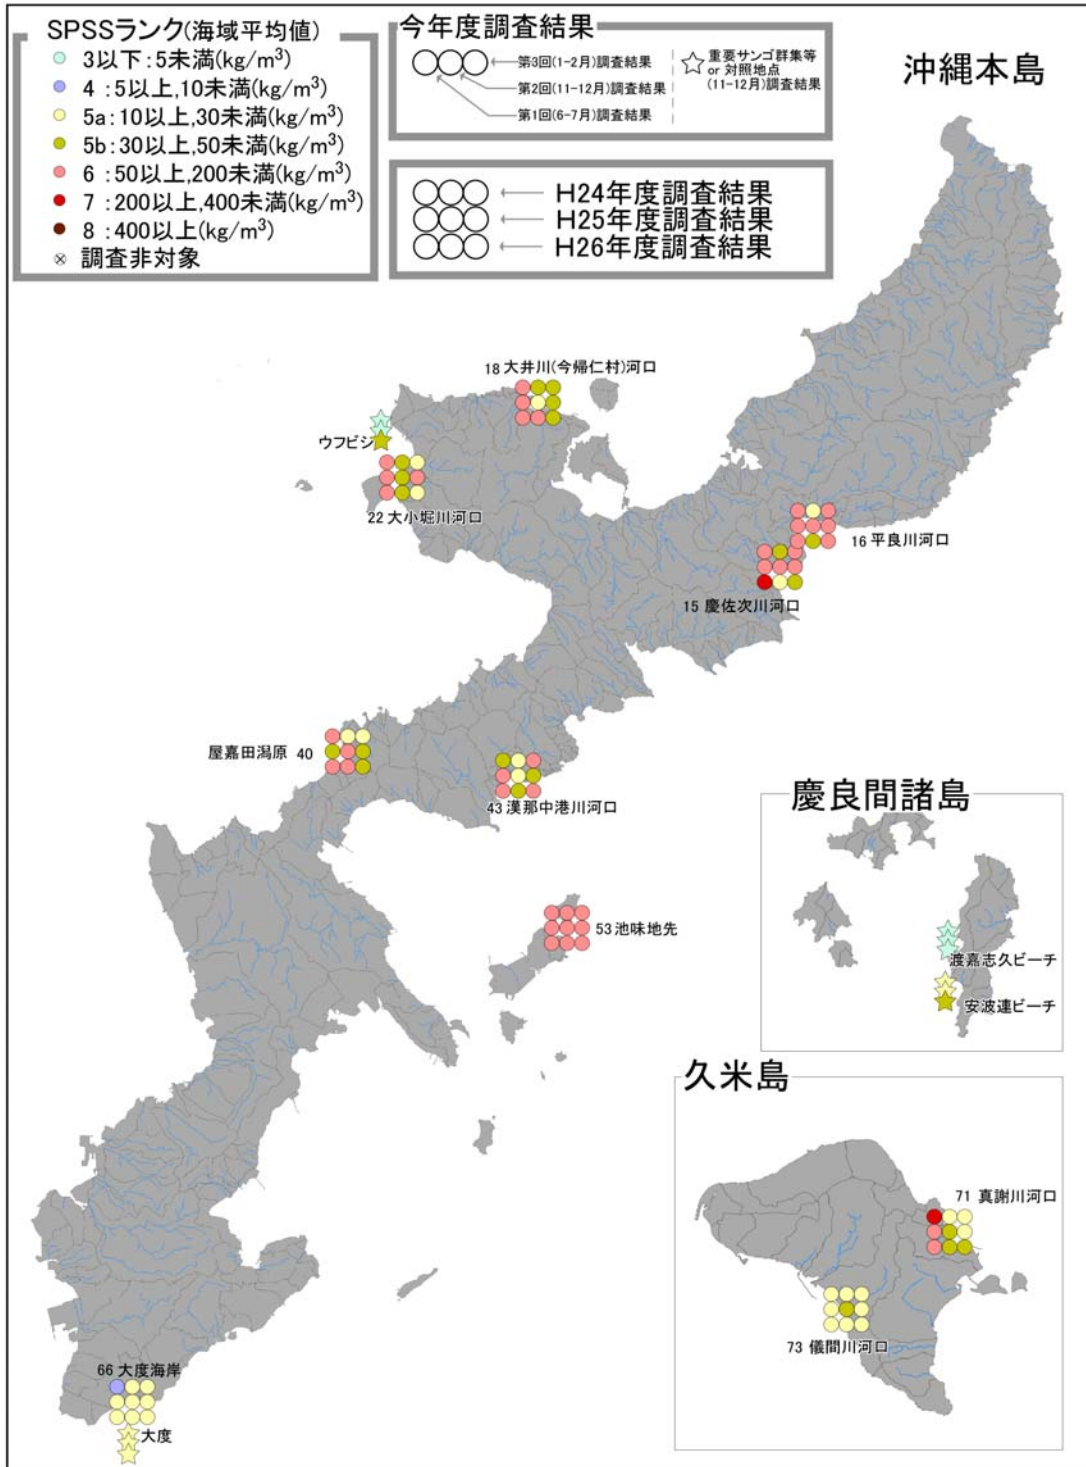 SPSSランク(海域平均値)
3以下:5未満(kg/m³)
4 :5以上,10未満(kg/m³)
5a:10以上,30未満(kg/m³)
5b:30以上,50未満(kg/m³)
6 :50以上,200未満(kg/m³)
7 :200以上,400未満(kg/m³)
8 :400以上(kg/m³)
調査非対象
今年度調査結果
第3回(1-2月)調査結果
第2回(11-12月)調査結果
第1回(6-7月)調査結果
重要サンゴ群集等
or 対照地点
(11-12月)調査結果
H24年度調査結果
H25年度調査結果
H26年度調査結果
沖縄本島
18 大井川(今帰仁村)河口
ウフビシ
22 大小堀川河口
16 平良川河口
15 慶佐次川河口
屋嘉田潟原 40
43 漢那中港川河口
53 池味地先
慶良間諸島
渡嘉志久ビーチ
安波連ビーチ
久米島
71 真謝川河口
73 儀間川河口
66 大度海岸
大度